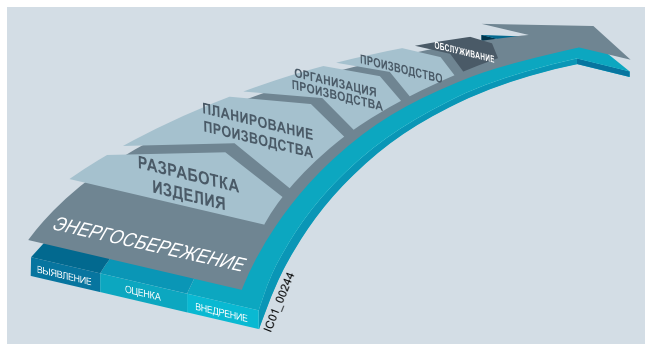 ОБСЛУЖИВАНИЕ
ПРОИЗВОДСТВО
ОРГАНИЗАЦИЯ
ПРОИЗВОДСТВА
ПЛАНИРОВАНИЕ
ПРОИЗВОДСТВА
РАЗРАБОТКА
ИЗДЕЛИЯ
ЭНЕРГОСБЕРЕЖЕНИЕ
ВЫЯВЛЕНИЕ
ОЦЕНКА
ВНЕДРЕНИЕ
IC01_00244